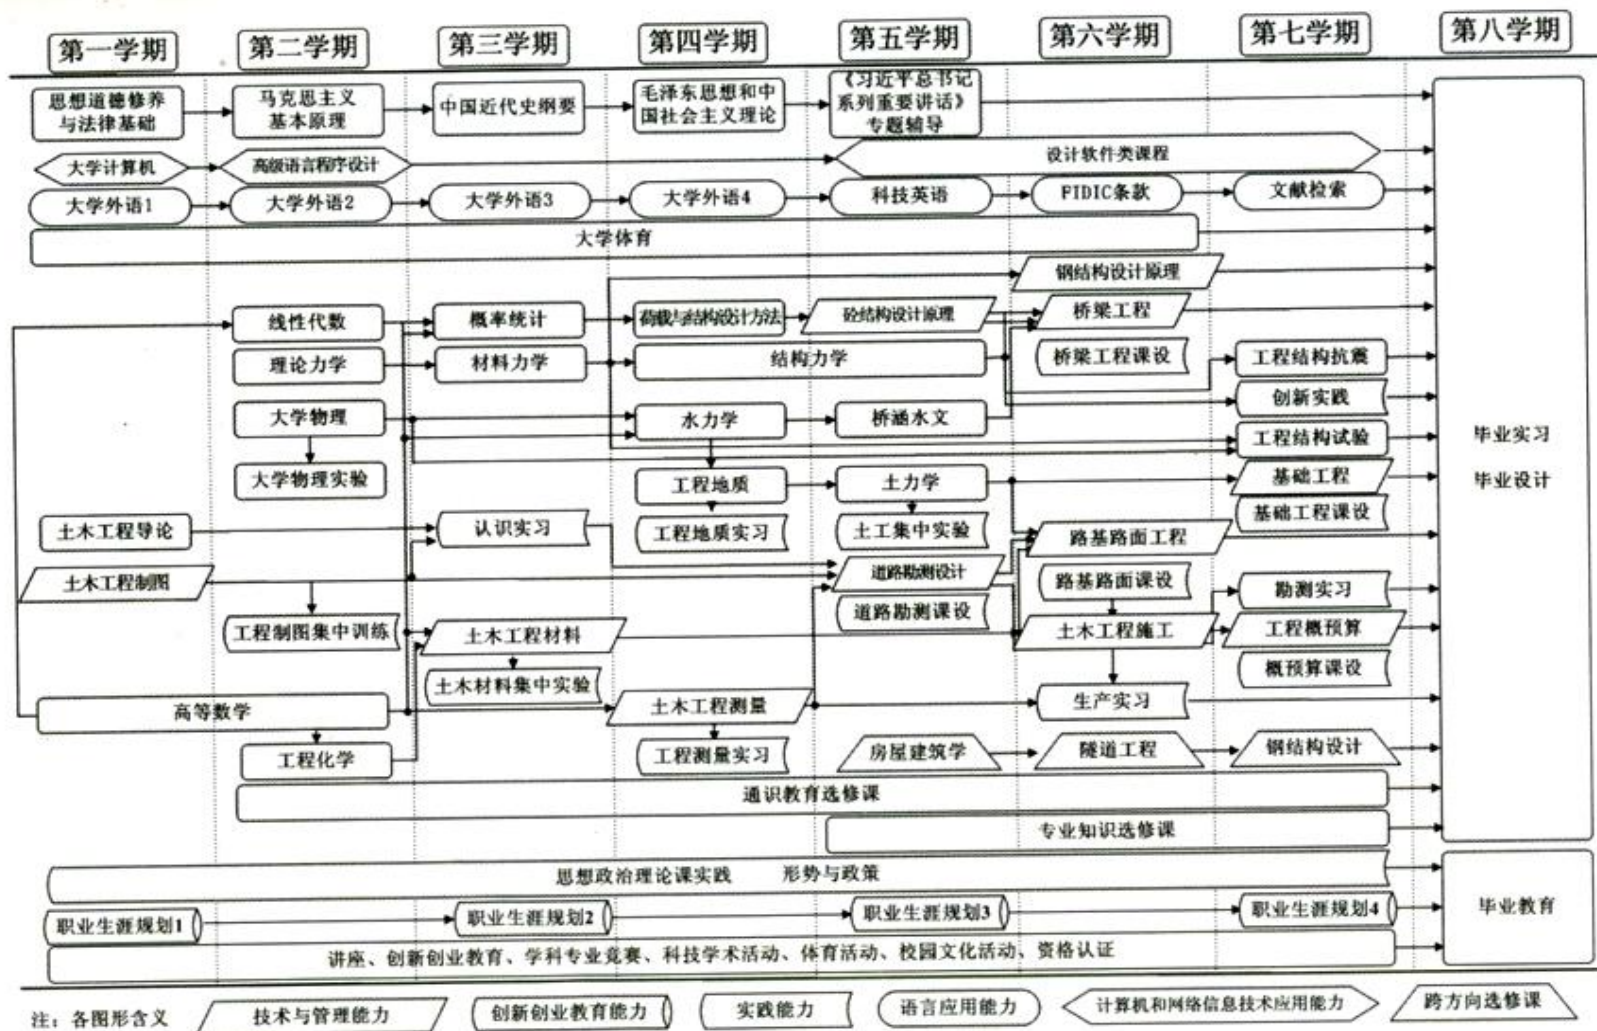 第一学期
第二学期
第三学期
第四学期
第五学期
第六学期
第七学期
第八学期
思想道德修养
与法律基础
马克思主义
基本原理
中国近代史纲要
毛泽东思想和中
国社会主义理论
《习近平总书记
系列重要讲话》
专题辅导
大学计算机
高级语言程序设计
设计软件类课程
大学外语1
大学外语2
大学外语3
大学外语4
科技英语
FIDIC条款
文献检索
大学体育
钢结构设计原理
线性代数
概率统计
荷载与结构设计方法
砼结构设计原理
桥梁工程
理论力学
材料力学
结构力学
桥梁工程课设
工程结构抗震
创新实践
大学物理
水力学
桥涵水文
工程结构试验
毕业实习
毕业设计
大学物理实验
工程地质
土力学
基础工程
土木工程导论
认识实习
工程地质实习
土工集中实验
路基路面工程
基础工程课设
土木工程制图
道路勘测设计
路基路面课设
勘测实习
工程制图集中训练
土木工程材料
道路勘测课设
土木工程施工
工程概预算
土木材料集中实验
概预算课设
高等数学
土木工程测量
生产实习
工程化学
工程测量实习
房屋建筑学
隧道工程
钢结构设计
通识教育选修课
专业知识选修课
思想政治理论课实践 形势与政策
职业生涯规划1
职业生涯规划2
职业生涯规划3
职业生涯规划4
毕业教育
讲座、创新创业教育、学科专业竞赛、科技学术活动、体育活动、校园文化活动、资格认证
注：各图形含义
技术与管理能力
创新创业教育能力
实践能力
语言应用能力
计算机和网络信息技术应用能力
跨方向选修课